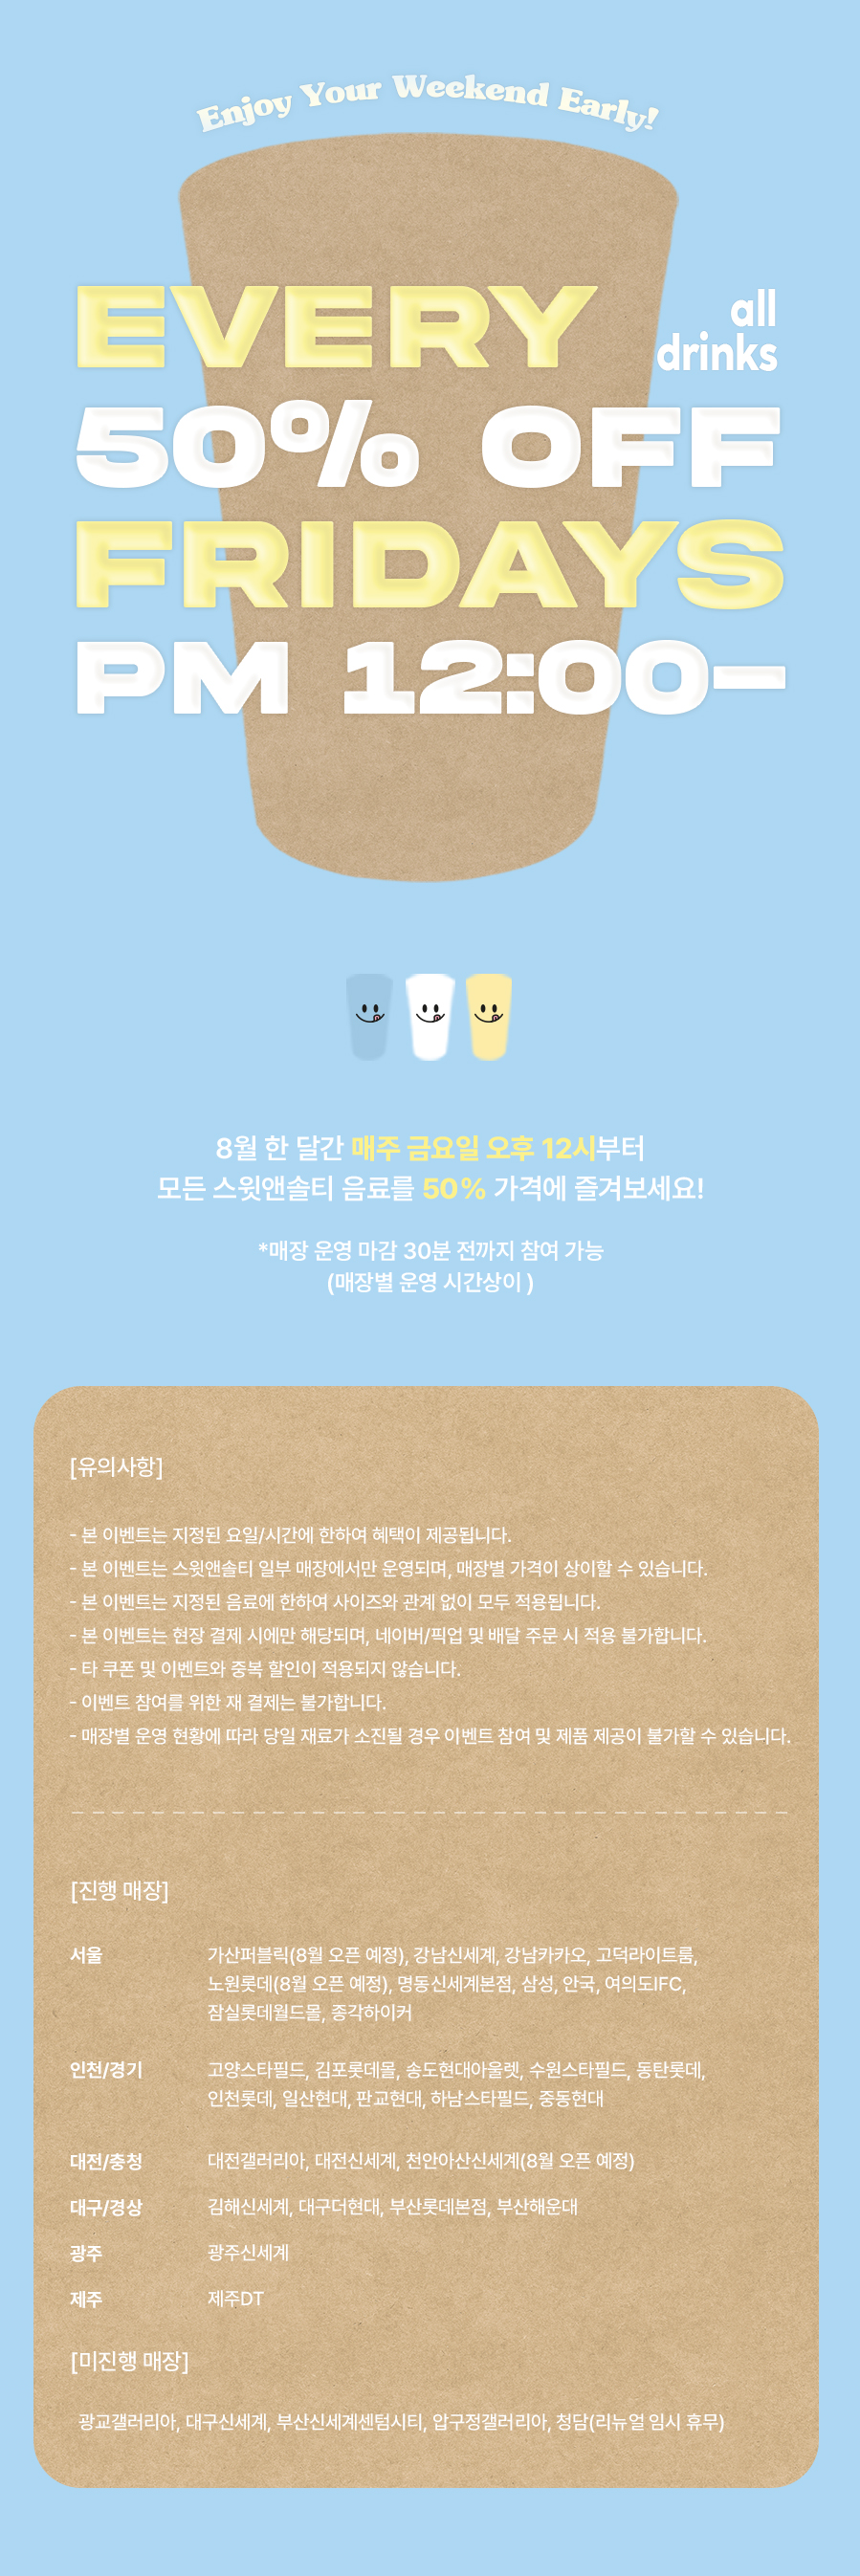 Enjoy Your Weekend Early!
EVERY
all
drinks
50% OFF
FRIDAYS
PM 12:00–
8월 한 달간 매주 금요일 오후 12시부터
모든 스윗앤솔티 음료를 50% 가격에 즐겨보세요!
*매장 운영 마감 30분 전까지 참여 가능
(매장별 운영 시간상이 )
[유의사항]
- 본 이벤트는 지정된 요일/시간에 한하여 혜택이 제공됩니다.
- 본 이벤트는 스윗앤솔티 일부 매장에서만 운영되며, 매장별 가격이 상이할 수 있습니다.
- 본 이벤트는 지정된 음료에 한하여 사이즈와 관계 없이 모두 적용됩니다.
- 본 이벤트는 현장 결제 시에만 해당되며, 네이버/픽업 및 배달 주문 시 적용 불가합니다.
- 타 쿠폰 및 이벤트와 중복 할인이 적용되지 않습니다.
- 이벤트 참여를 위한 재 결제는 불가합니다.
- 매장별 운영 현황에 따라 당일 재료가 소진될 경우 이벤트 참여 및 제품 제공이 불가할 수 있습니다.
[진행 매장]
서울 가산퍼블릭(8월 오픈 예정), 강남신세계, 강남카카오, 고덕라이트룸,
노원롯데(8월 오픈 예정), 명동신세계본점, 삼성, 안국, 여의도IFC,
잠실롯데월드몰, 종각하이커
인천/경기 고양스타필드, 김포롯데몰, 송도현대아울렛, 수원스타필드, 동탄롯데,
인천롯데, 일산현대, 판교현대, 하남스타필드, 중동현대
대전/충청 대전갤러리아, 대전신세계, 천안아산신세계(8월 오픈 예정)
대구/경상 김해신세계, 대구더현대, 부산롯데본점, 부산해운대
광주 광주신세계
제주 제주DT
[미진행 매장]
광교갤러리아, 대구신세계, 부산신세계센텀시티, 압구정갤러리아, 청담(리뉴얼 임시 휴무)